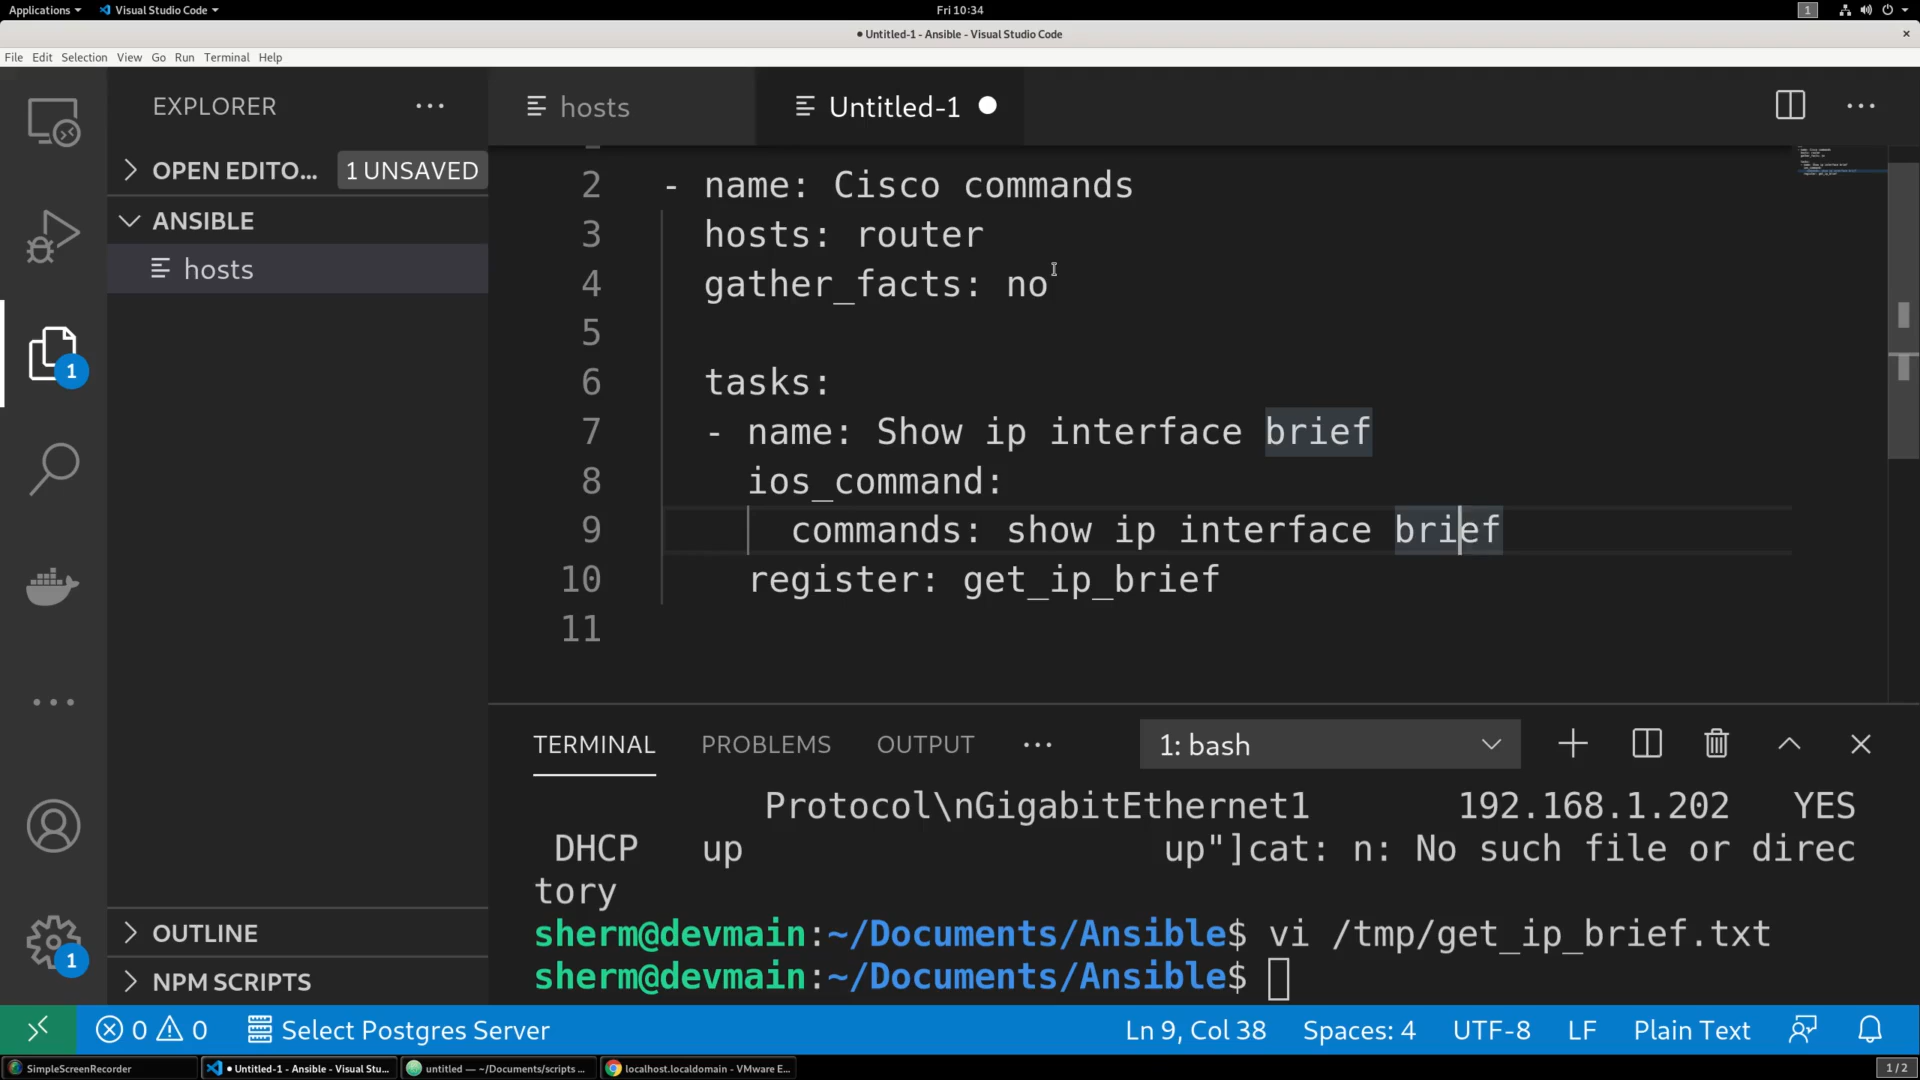 Applications
Visual Studio Code
Fri 10:34
1
● Untitled-1 - Ansible - Visual Studio Code
×
File Edit Selection View Go Run Terminal Help
EXPLORER
OPEN EDITO...
1 UNSAVED
ANSIBLE
hosts
OUTLINE
NPM SCRIPTS
1
1
hosts
Untitled-1
2 - name: Cisco commands
3 hosts: router
4 gather_facts: no
5
6 tasks:
7 - name: Show ip interface brief
8 ios_command:
9 commands: show ip interface brief
10 register: get_ip_brief
11
TERMINAL PROBLEMS OUTPUT ... 1: bash
Protocol\nGigabitEthernet1 192.168.1.202 YES
DHCP up up"]cat: n: No such file or direc
tory
sherm@devmain:~/Documents/Ansible$ vi /tmp/get_ip_brief.txt
sherm@devmain:~/Documents/Ansible$
0 0 Select Postgres Server Ln 9, Col 38 Spaces: 4 UTF-8 LF Plain Text
SimpleScreenRecorder
● Untitled-1 - Ansible - Visual Stu...
untitled — ~/Documents/scripts ...
localhost.localdomain - VMware E...
1 / 2